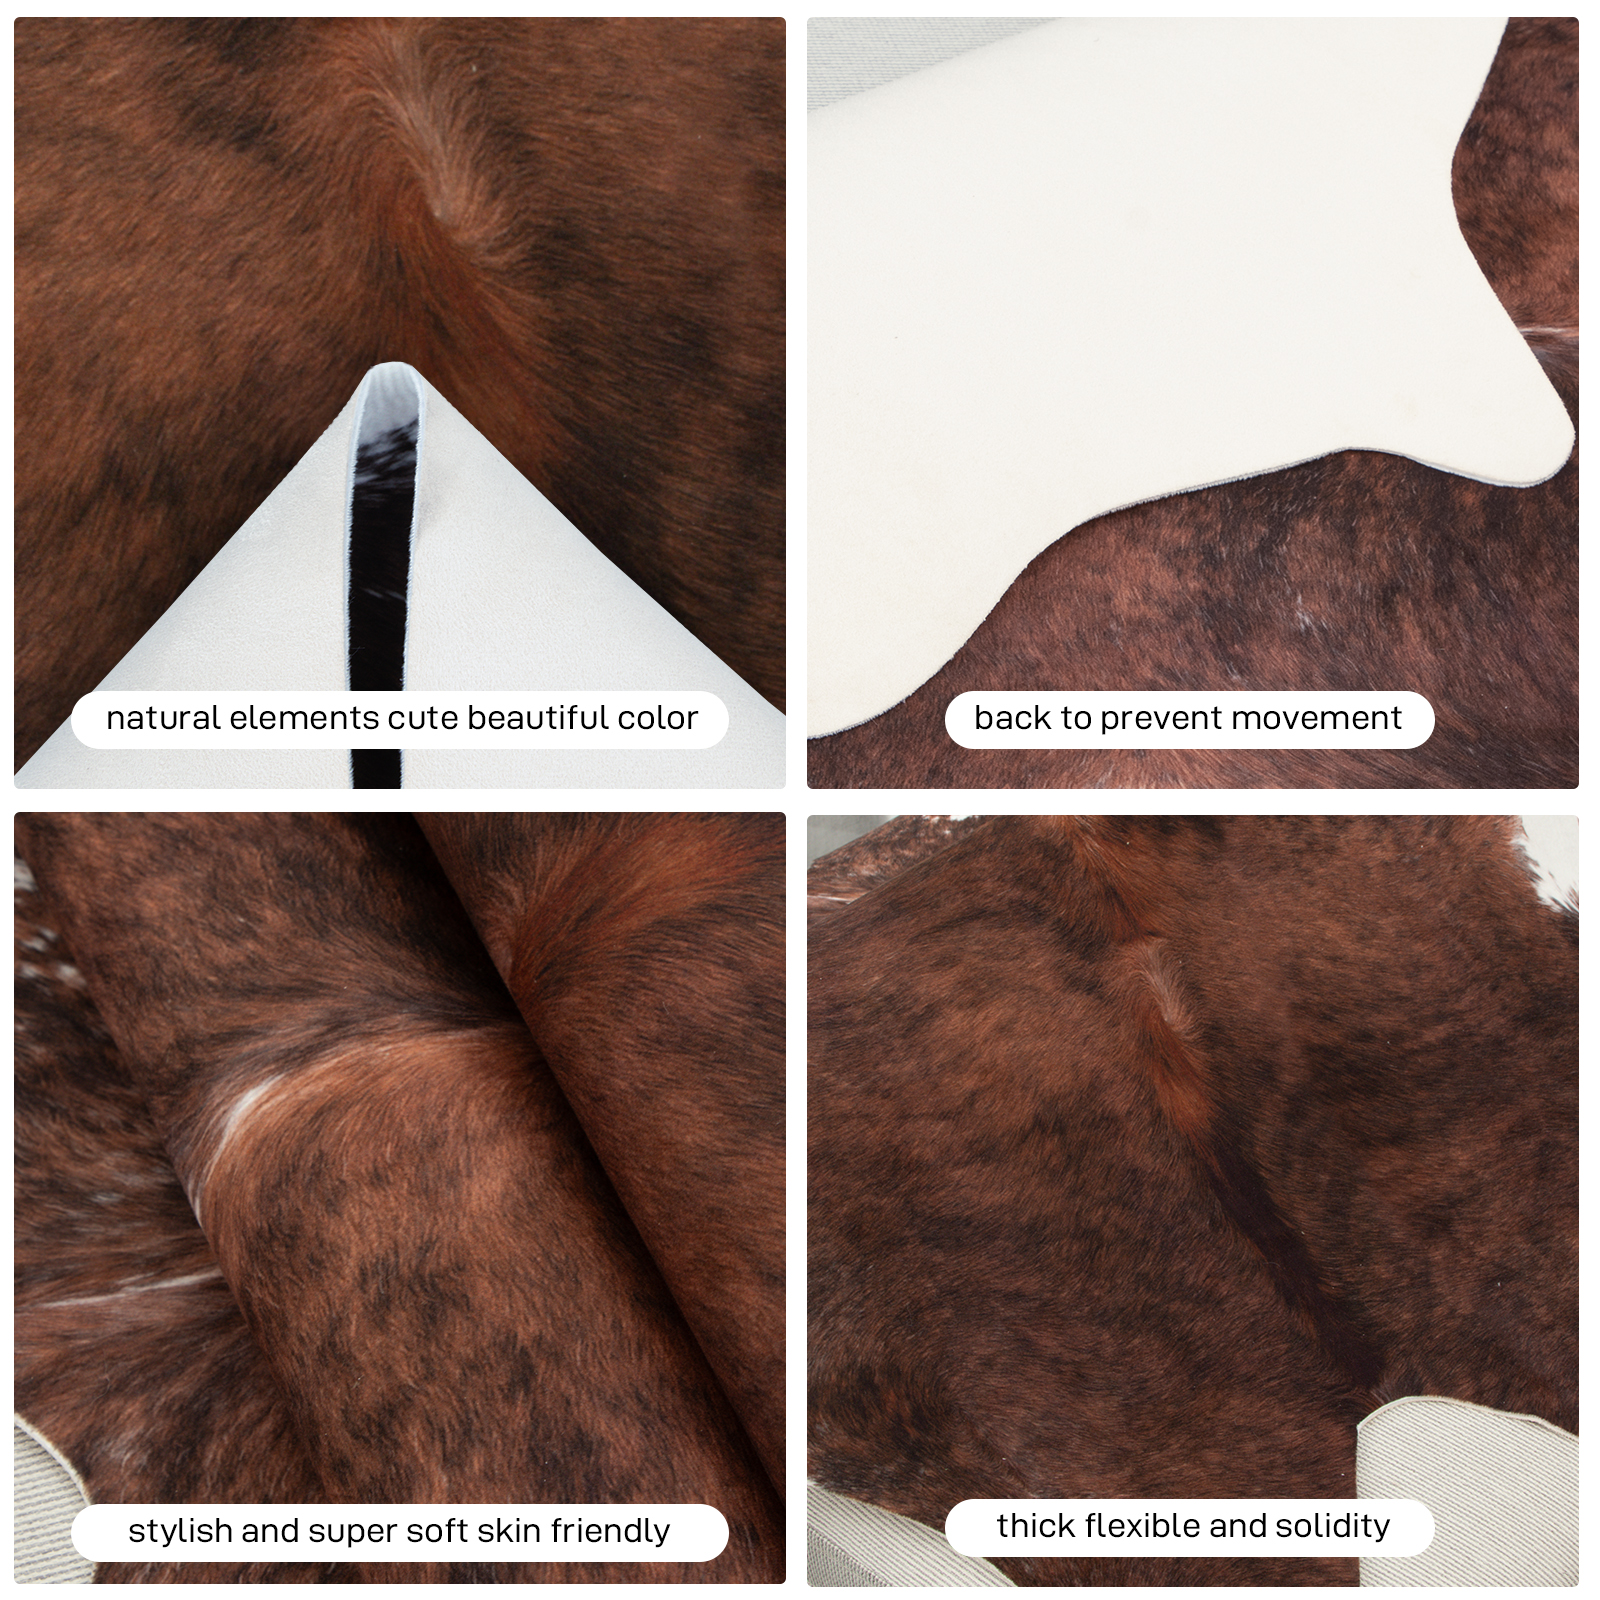 natural elements cute beautiful color
back to prevent movement
stylish and super soft skin friendly
thick flexible and solidity